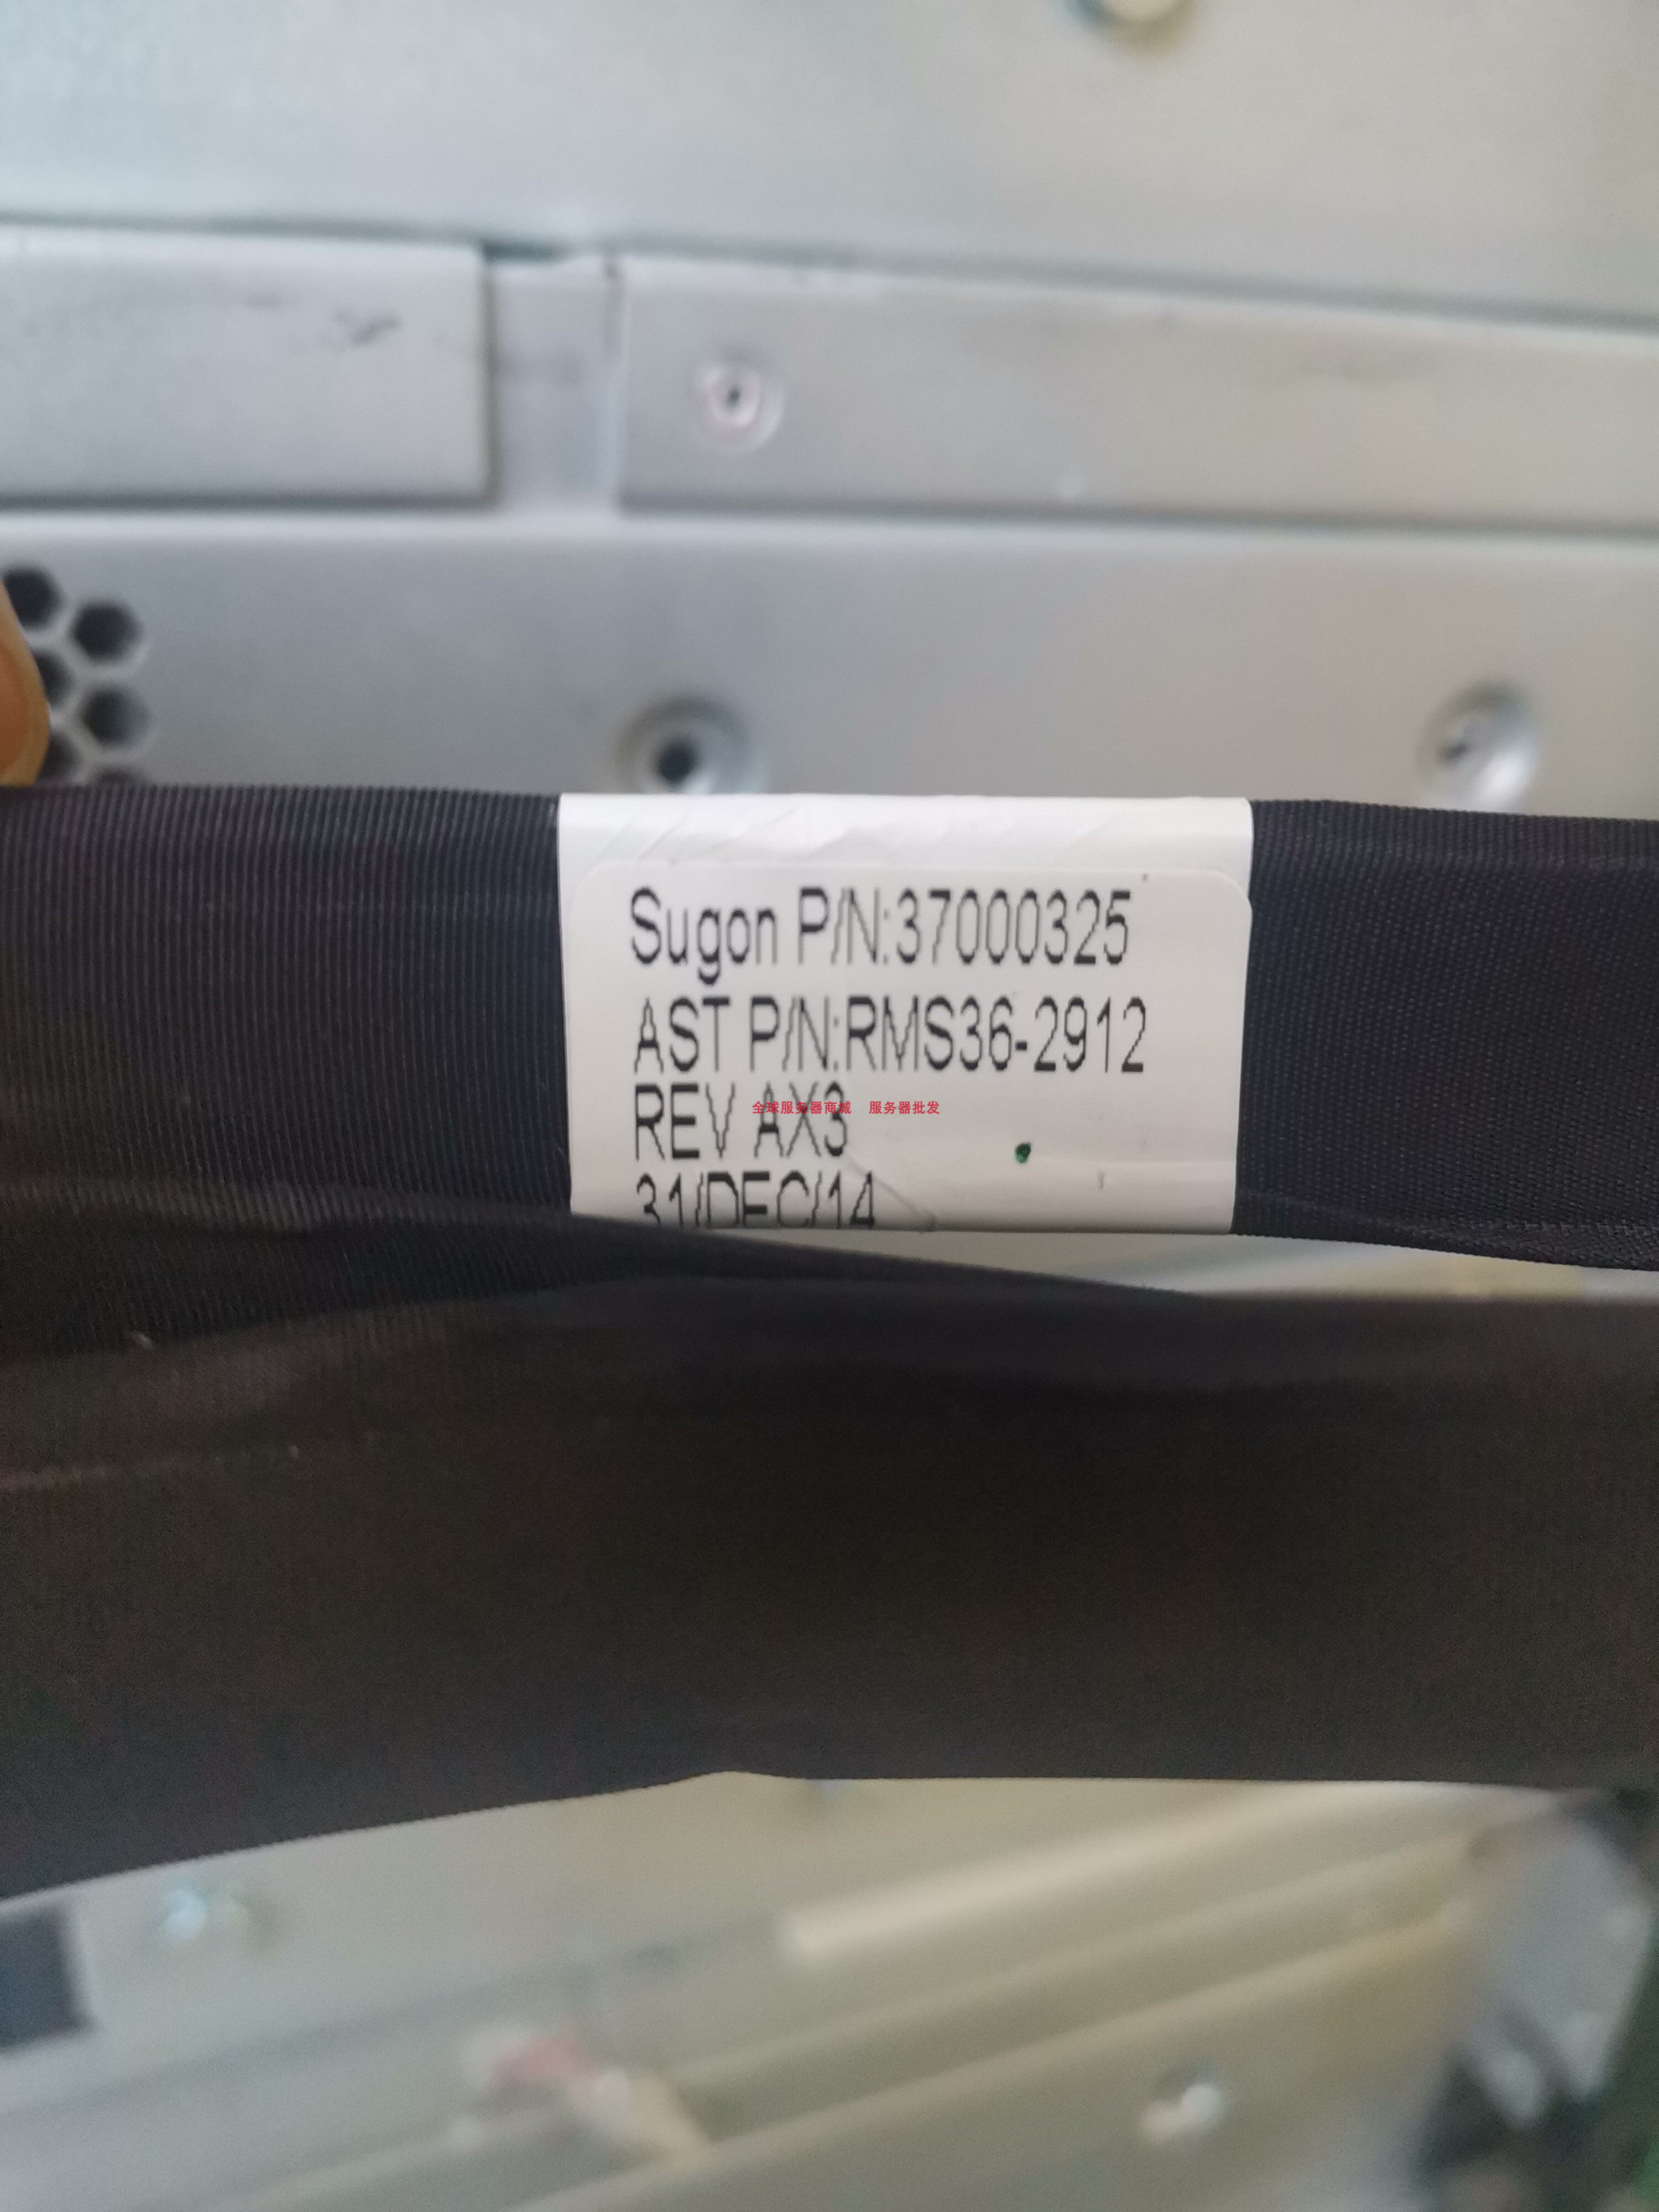 Sugon P/N:37000325
AST P/N:RMS36-2912
REV AX3
全球服务器商城 服务器批发
31/DEC/14